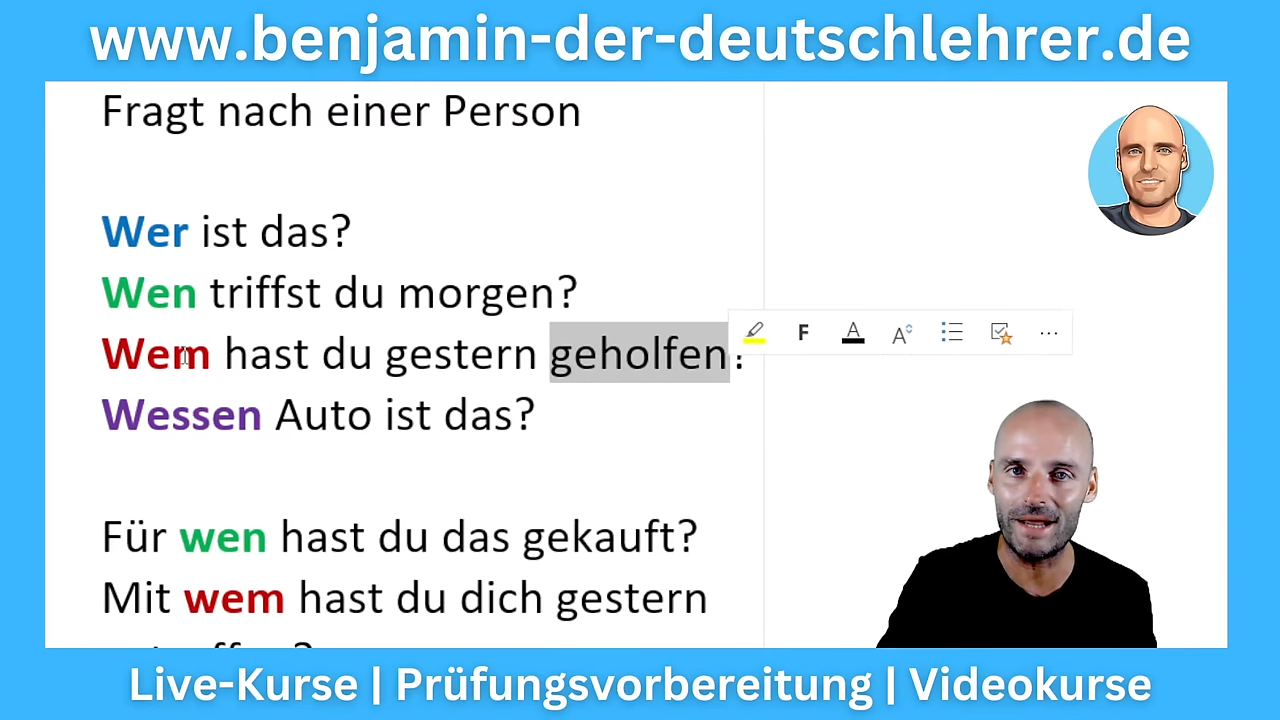 www.benjamin-der-deutschlehrer.de
Fragt nach einer Person
Wer ist das?
Wen triffst du morgen?
Wem hast du gestern geholfen?
F A A ...
Wessen Auto ist das?
Für wen hast du das gekauft?
Mit wem hast du dich gestern
Live-Kurse | Prüfungsvorbereitung | Videokurse